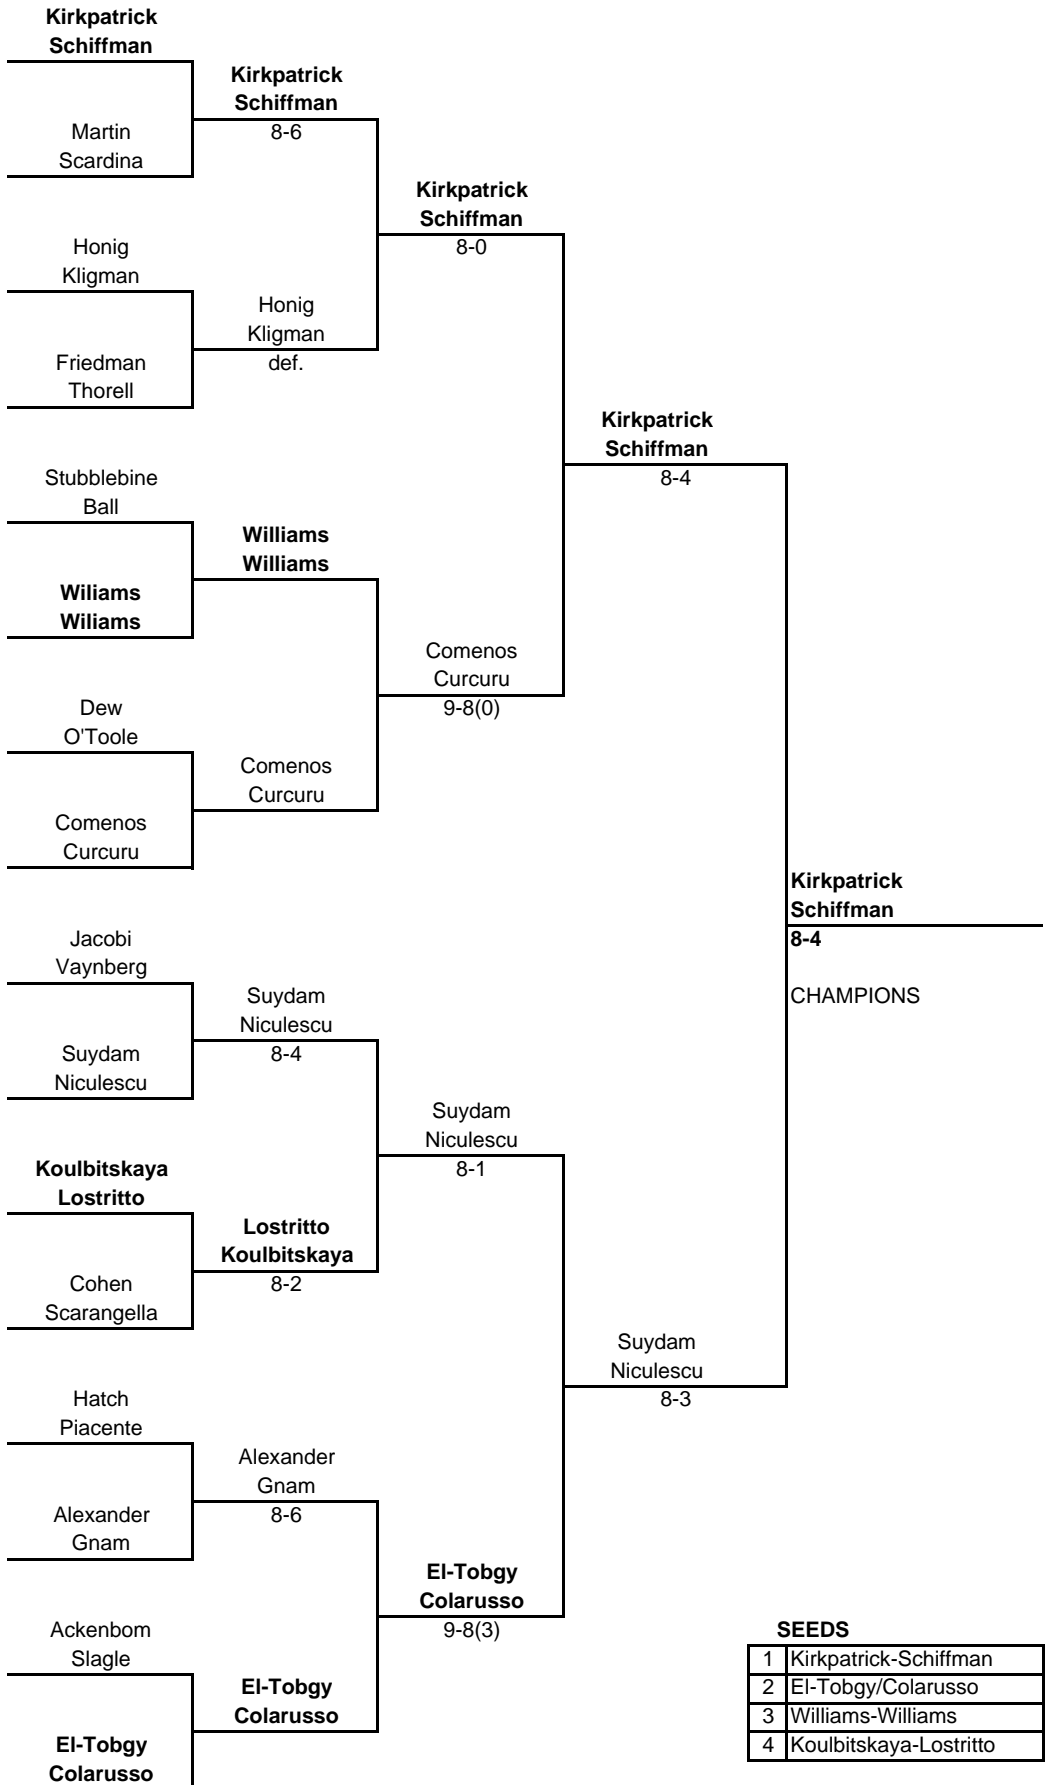 Kirkpatrick
Schiffman
Kirkpatrick
Schiffman
8-6
Martin
Scardina
Kirkpatrick
Schiffman
8-0
Honig
Kligman
Honig
Kligman
def.
Friedman
Thorell
Kirkpatrick
Schiffman
8-4
Stubblebine
Ball
Williams
Williams
Wiliams
Wiliams
Comenos
Curcuru
9-8(0)
Dew
O'Toole
Comenos
Curcuru
Comenos
Curcuru
Kirkpatrick
Schiffman
8-4
CHAMPIONS
Jacobi
Vaynberg
Suydam
Niculescu
8-4
Suydam
Niculescu
Suydam
Niculescu
8-1
Koulbitskaya
Lostritto
Lostritto
Koulbitskaya
8-2
Cohen
Scarangella
Suydam
Niculescu
8-3
Hatch
Piacente
Alexander
Gnam
8-6
Alexander
Gnam
El-Tobgy
Colarusso
9-8(3)
Ackenbom
Slagle
El-Tobgy
Colarusso
El-Tobgy
Colarusso
SEEDS
1 Kirkpatrick-Schiffman
2 El-Tobgy/Colarusso
3 Williams-Williams
4 Koulbitskaya-Lostritto